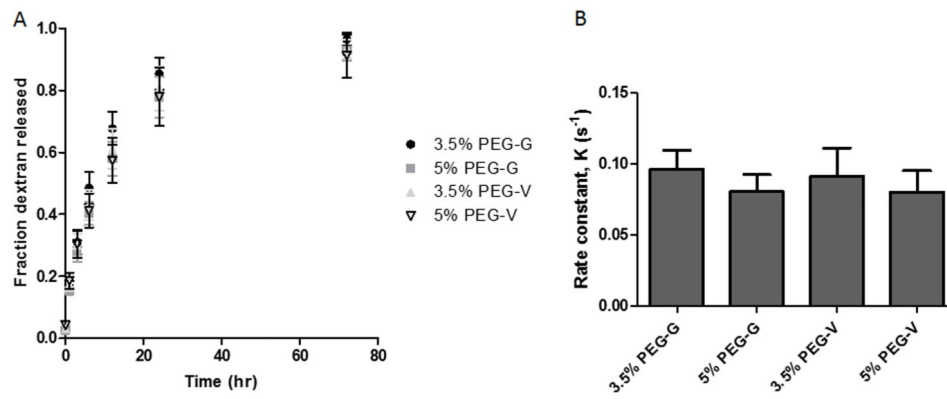 A
Fraction dextran released
1.0
0.8
0.6
0.4
0.2
0.0
0 20 40 60 80
Time (hr)
3.5% PEG-G
5% PEG-G
3.5% PEG-V
5% PEG-V
B
Rate constant, K (s⁻¹)
0.15
0.10
0.05
0.00
3.5% PEG-G
5% PEG-G
3.5% PEG-V
5% PEG-V